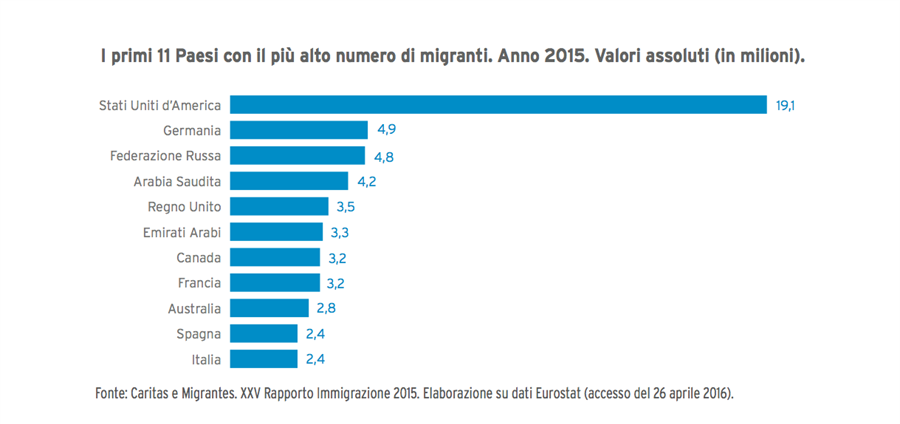 I primi 11 Paesi con il più alto numero di migranti. Anno 2015. Valori assoluti (in milioni).
Stati Uniti d'America 19,1
Germania 4,9
Federazione Russa 4,8
Arabia Saudita 4,2
Regno Unito 3,5
Emirati Arabi 3,3
Canada 3,2
Francia 3,2
Australia 2,8
Spagna 2,4
Italia 2,4
Fonte: Caritas e Migrantes. XXV Rapporto Immigrazione 2015. Elaborazione su dati Eurostat (accesso del 26 aprile 2016).